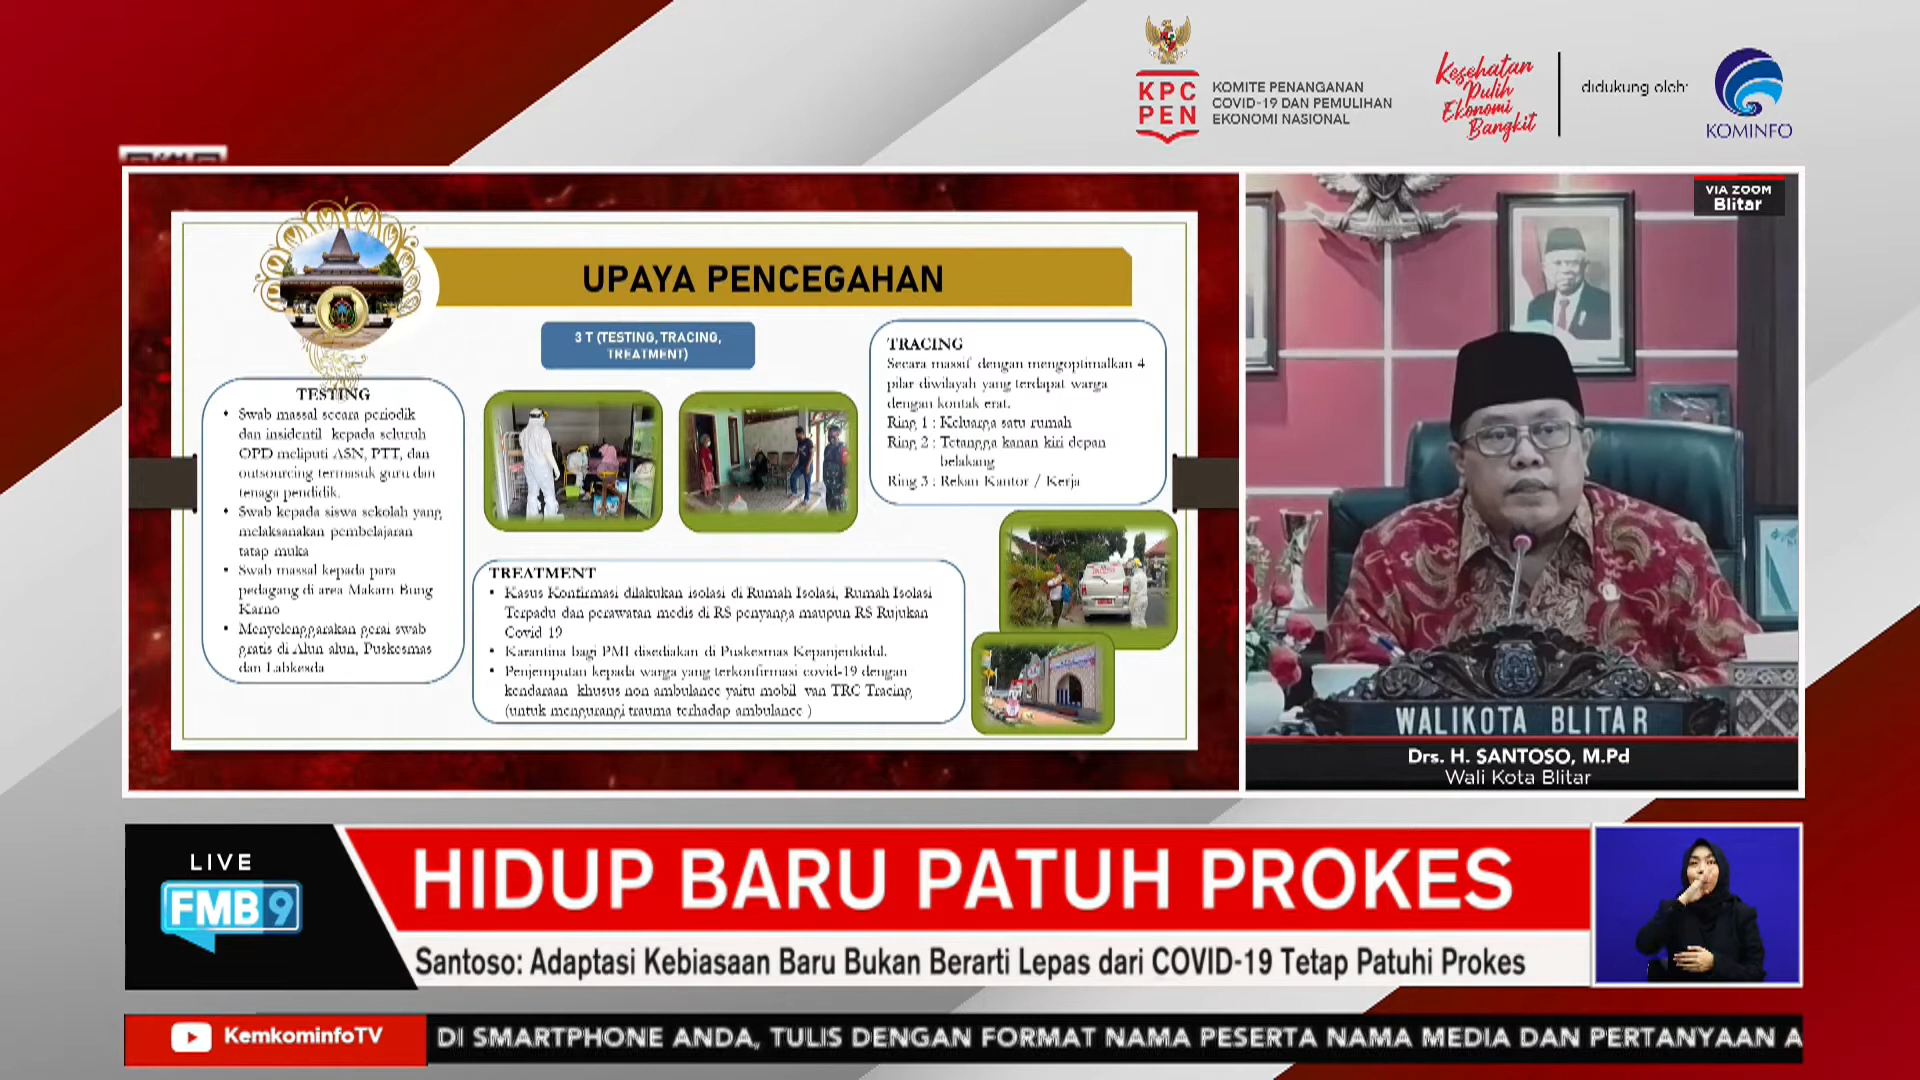 KPC
PEN
KOMITE PENANGANAN
COVID-19 DAN PEMULIHAN
EKONOMI NASIONAL
Kesehatan
Pulih
Ekonomi
Bangkit
didukung oleh:
KOMINFO
VIA ZOOM
Blitar
UPAYA PENCEGAHAN
3 T (TESTING, TRACING,
TREATMENT)
TESTING
• Swab massal secara periodik
dan insidentil kepada seluruh
OPD meliputi ASN, PTT, dan
outsourcing termasuk guru dan
tenaga pendidik.
• Swab kepada siswa sekolah yang
melaksanakan pembelajaran
tatap muka
• Swab massal kepada para
pedagang di area Makam Bung
Karno
• Menyelenggarakan gerai swab
gratis di Alun alun, Puskesmas
dan Labkesda
TRACING
Secara massif dengan mengoptimalkan 4
pilar diwilayah yang terdapat warga
dengan kontak erat.
Ring 1 : Keluarga satu rumah
Ring 2 : Tetangga kanan kiri depan
belakang
Ring 3 : Rekan Kantor / Kerja
TREATMENT
• Kasus Konfirmasi dilakukan isolasi di Rumah Isolasi, Rumah Isolasi
Terpadu dan perawatan medis di RS penyanga maupun RS Rujukan
Covid 19
• Karantina bagi PMI disediakan di Puskesmas Kepanjenkidul.
• Penjemputan kepada warga yang terkonfirmasi covid-19 dengan
kendaraan khusus non ambulance yaitu mobil van TRC Tracing
(untuk mengurangi trauma terhadap ambulance )
WALIKOTA BLITAR
Drs. H. SANTOSO, M.Pd
Wali Kota Blitar
LIVE
FMB 9
HIDUP BARU PATUH PROKES
Santoso: Adaptasi Kebiasaan Baru Bukan Berarti Lepas dari COVID-19 Tetap Patuhi Prokes
KemkominfoTV
DI SMARTPHONE ANDA, TULIS DENGAN FORMAT NAMA PESERTA NAMA MEDIA DAN PERTANYAAN A